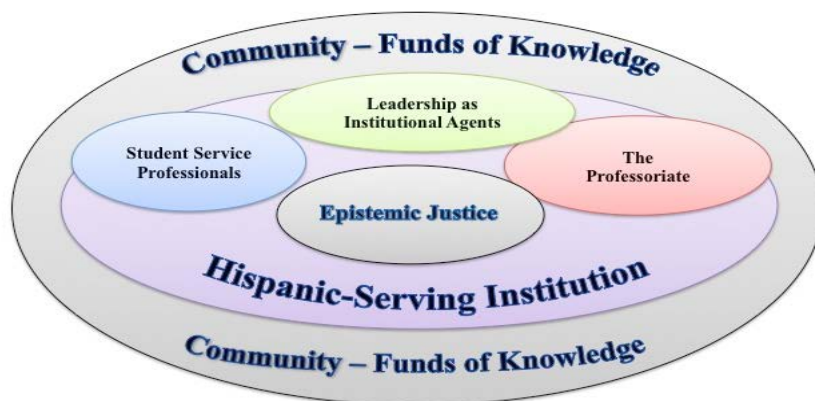 Community – Funds of Knowledge
Leadership as
Institutional Agents
Student Service
Professionals
The
Professoriate
Epistemic Justice
Hispanic-Serving Institution
Community – Funds of Knowledge